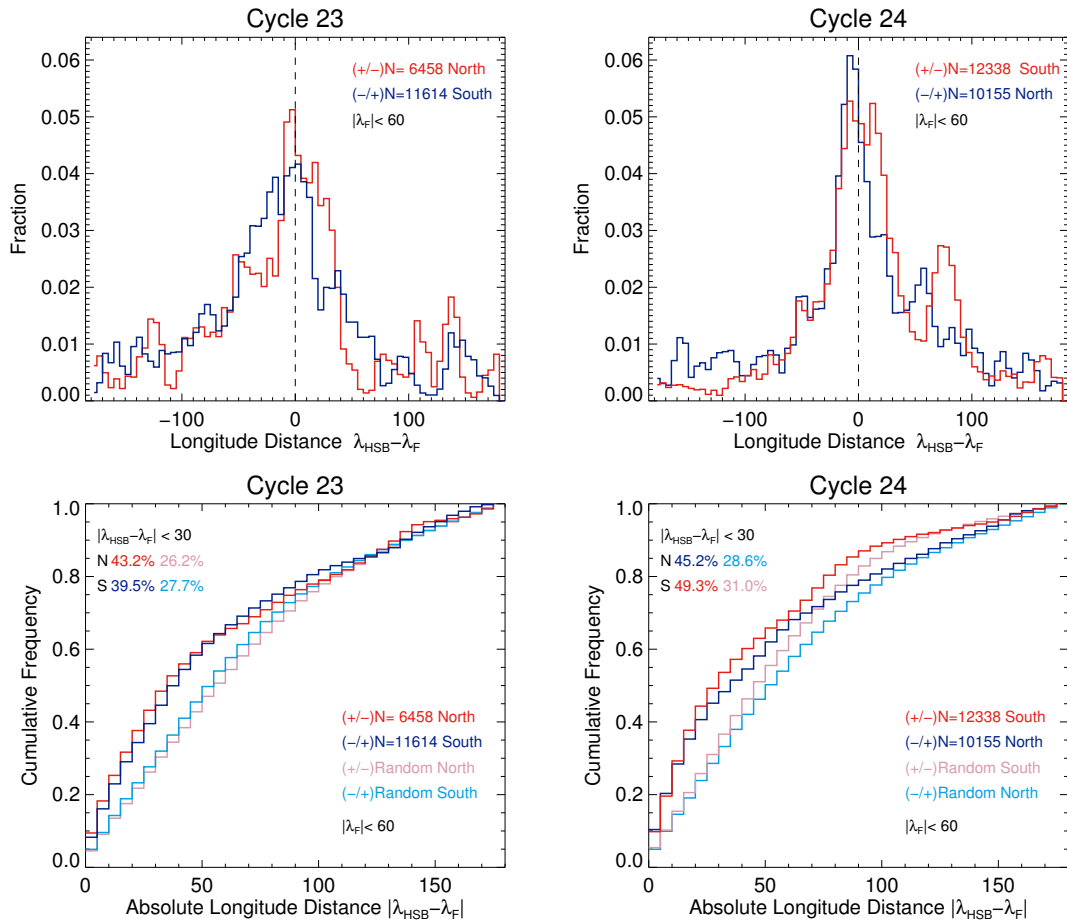 Cycle 23
Fraction
0.06
0.05
0.04
0.03
0.02
0.01
0.00
(+/−)N= 6458 North
(−/+)N=11614 South
|λF|< 60
−100
0
100
Longitude Distance λHSB−λF
Cycle 24
Fraction
0.06
0.05
0.04
0.03
0.02
0.01
0.00
(+/−)N=12338 South
(−/+)N=10155 North
|λF|< 60
−100
0
100
Longitude Distance λHSB−λF
Cycle 23
Cumulative Frequency
1.0
0.8
0.6
0.4
0.2
0.0
|λHSB−λF| < 30
N 43.2% 26.2%
S 39.5% 27.7%
(+/−)N= 6458 North
(−/+)N=11614 South
(+/−)Random North
(−/+)Random South
|λF|< 60
0
50
100
150
Absolute Longitude Distance |λHSB−λF|
Cycle 24
Cumulative Frequency
1.0
0.8
0.6
0.4
0.2
0.0
|λHSB−λF| < 30
N 45.2% 28.6%
S 49.3% 31.0%
(+/−)N=12338 South
(−/+)N=10155 North
(+/−)Random South
(−/+)Random North
|λF|< 60
0
50
100
150
Absolute Longitude Distance |λHSB−λF|